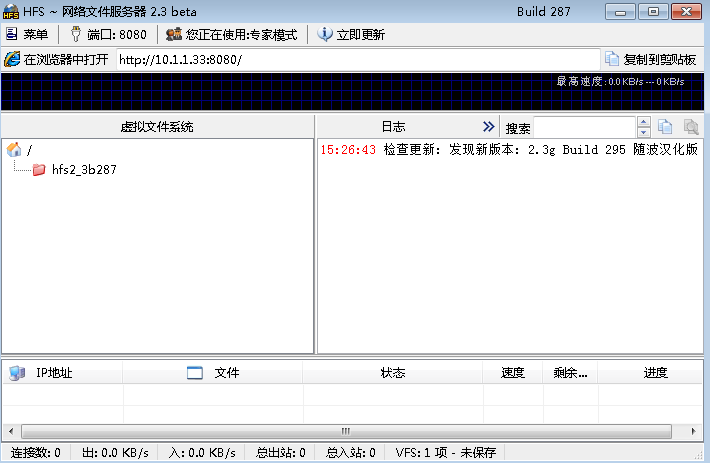 HFS ~ 网络文件服务器 2.3 beta Build 287
菜单 端口: 8080 您正在使用:专家模式 立即更新
在浏览器中打开 http://10.1.1.33:8080/ 复制到剪贴板
最高速度:0.0 KB/s --- 0 KB/s
虚拟文件系统 日志 搜索
/
15:26:43 检查更新: 发现新版本: 2.3g Build 295 随波汉化版
hfs2_3b287
IP地址 文件 状态 速度 剩余... 进度
连接数: 0 出: 0.0 KB/s 入: 0.0 KB/s 总出站: 0 总入站: 0 VFS: 1 项 - 未保存